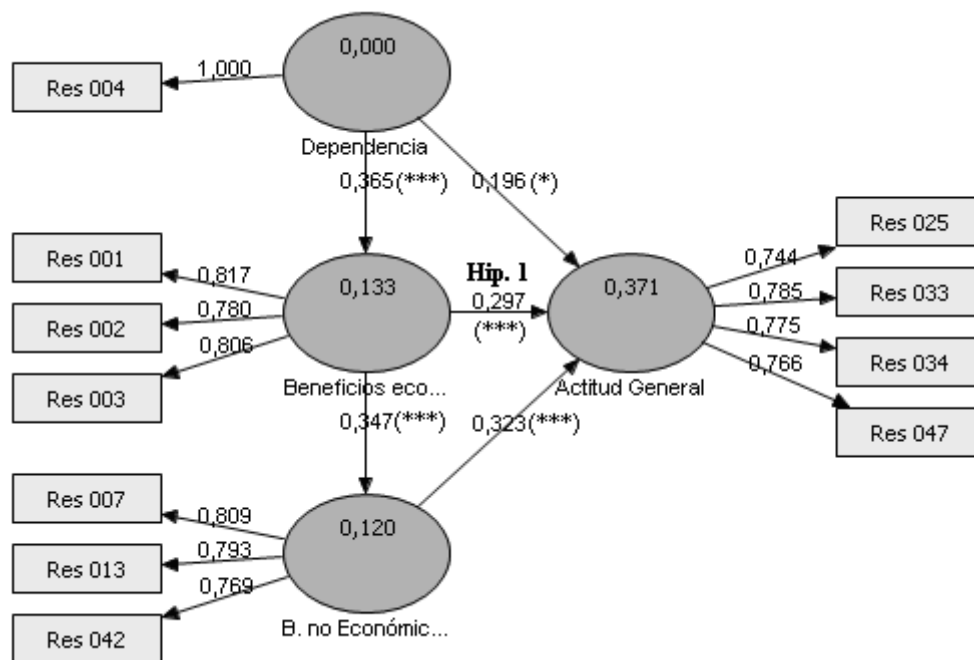 0,000
Res 004
1,000
Dependencia
0,365(***)
0,196 (*)
Res 001
0,817
Res 002
0,780
Res 003
0,806
0,133
Beneficios eco...
Hip. 1
0,297
(***)
0,371
Actitud General
0,744
Res 025
0,785
Res 033
0,775
Res 034
0,766
Res 047
0,347(***)
0,323(***)
Res 007
0,809
Res 013
0,793
Res 042
0,769
0,120
B. no Económic...